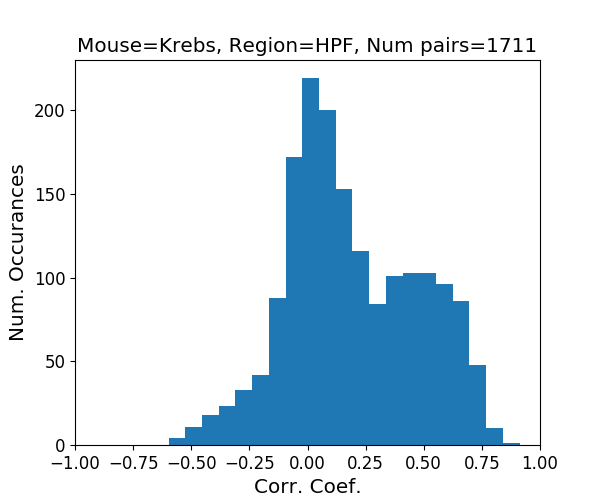 Mouse=Krebs, Region=HPF, Num pairs=1711
200
150
100
50
0
Num. Occurances
−1.00 −0.75 −0.50 −0.25 0.00 0.25 0.50 0.75 1.00
Corr. Coef.